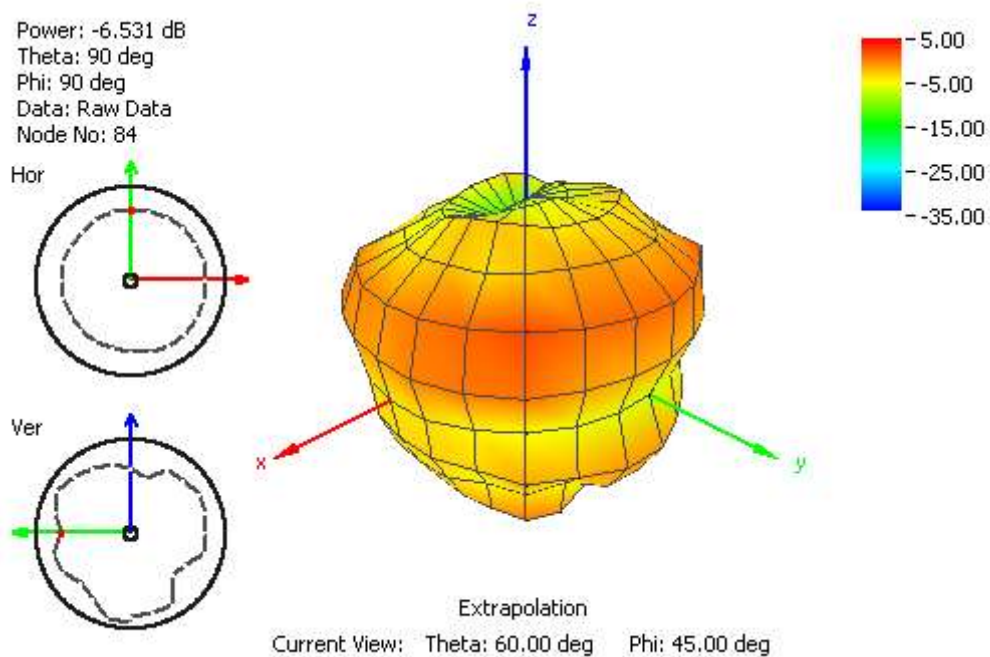 Power: -6.531 dB
Theta: 90 deg
Phi: 90 deg
Data: Raw Data
Node No: 84
Hor
Ver
z
x
y
5.00
-5.00
-15.00
-25.00
-35.00
Extrapolation
Current View: Theta: 60.00 deg Phi: 45.00 deg